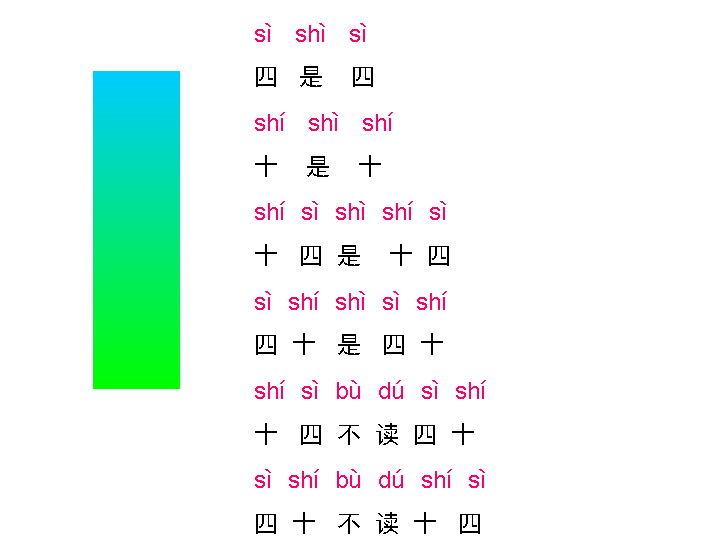 sì shì sì
四 是 四
shí shì shí
十 是 十
shí sì shì shí sì
十 四 是 十 四
sì shí shì sì shí
四 十 是 四 十
shí sì bù dú sì shí
十 四 不 读 四 十
sì shí bù dú shí sì
四 十 不 读 十 四